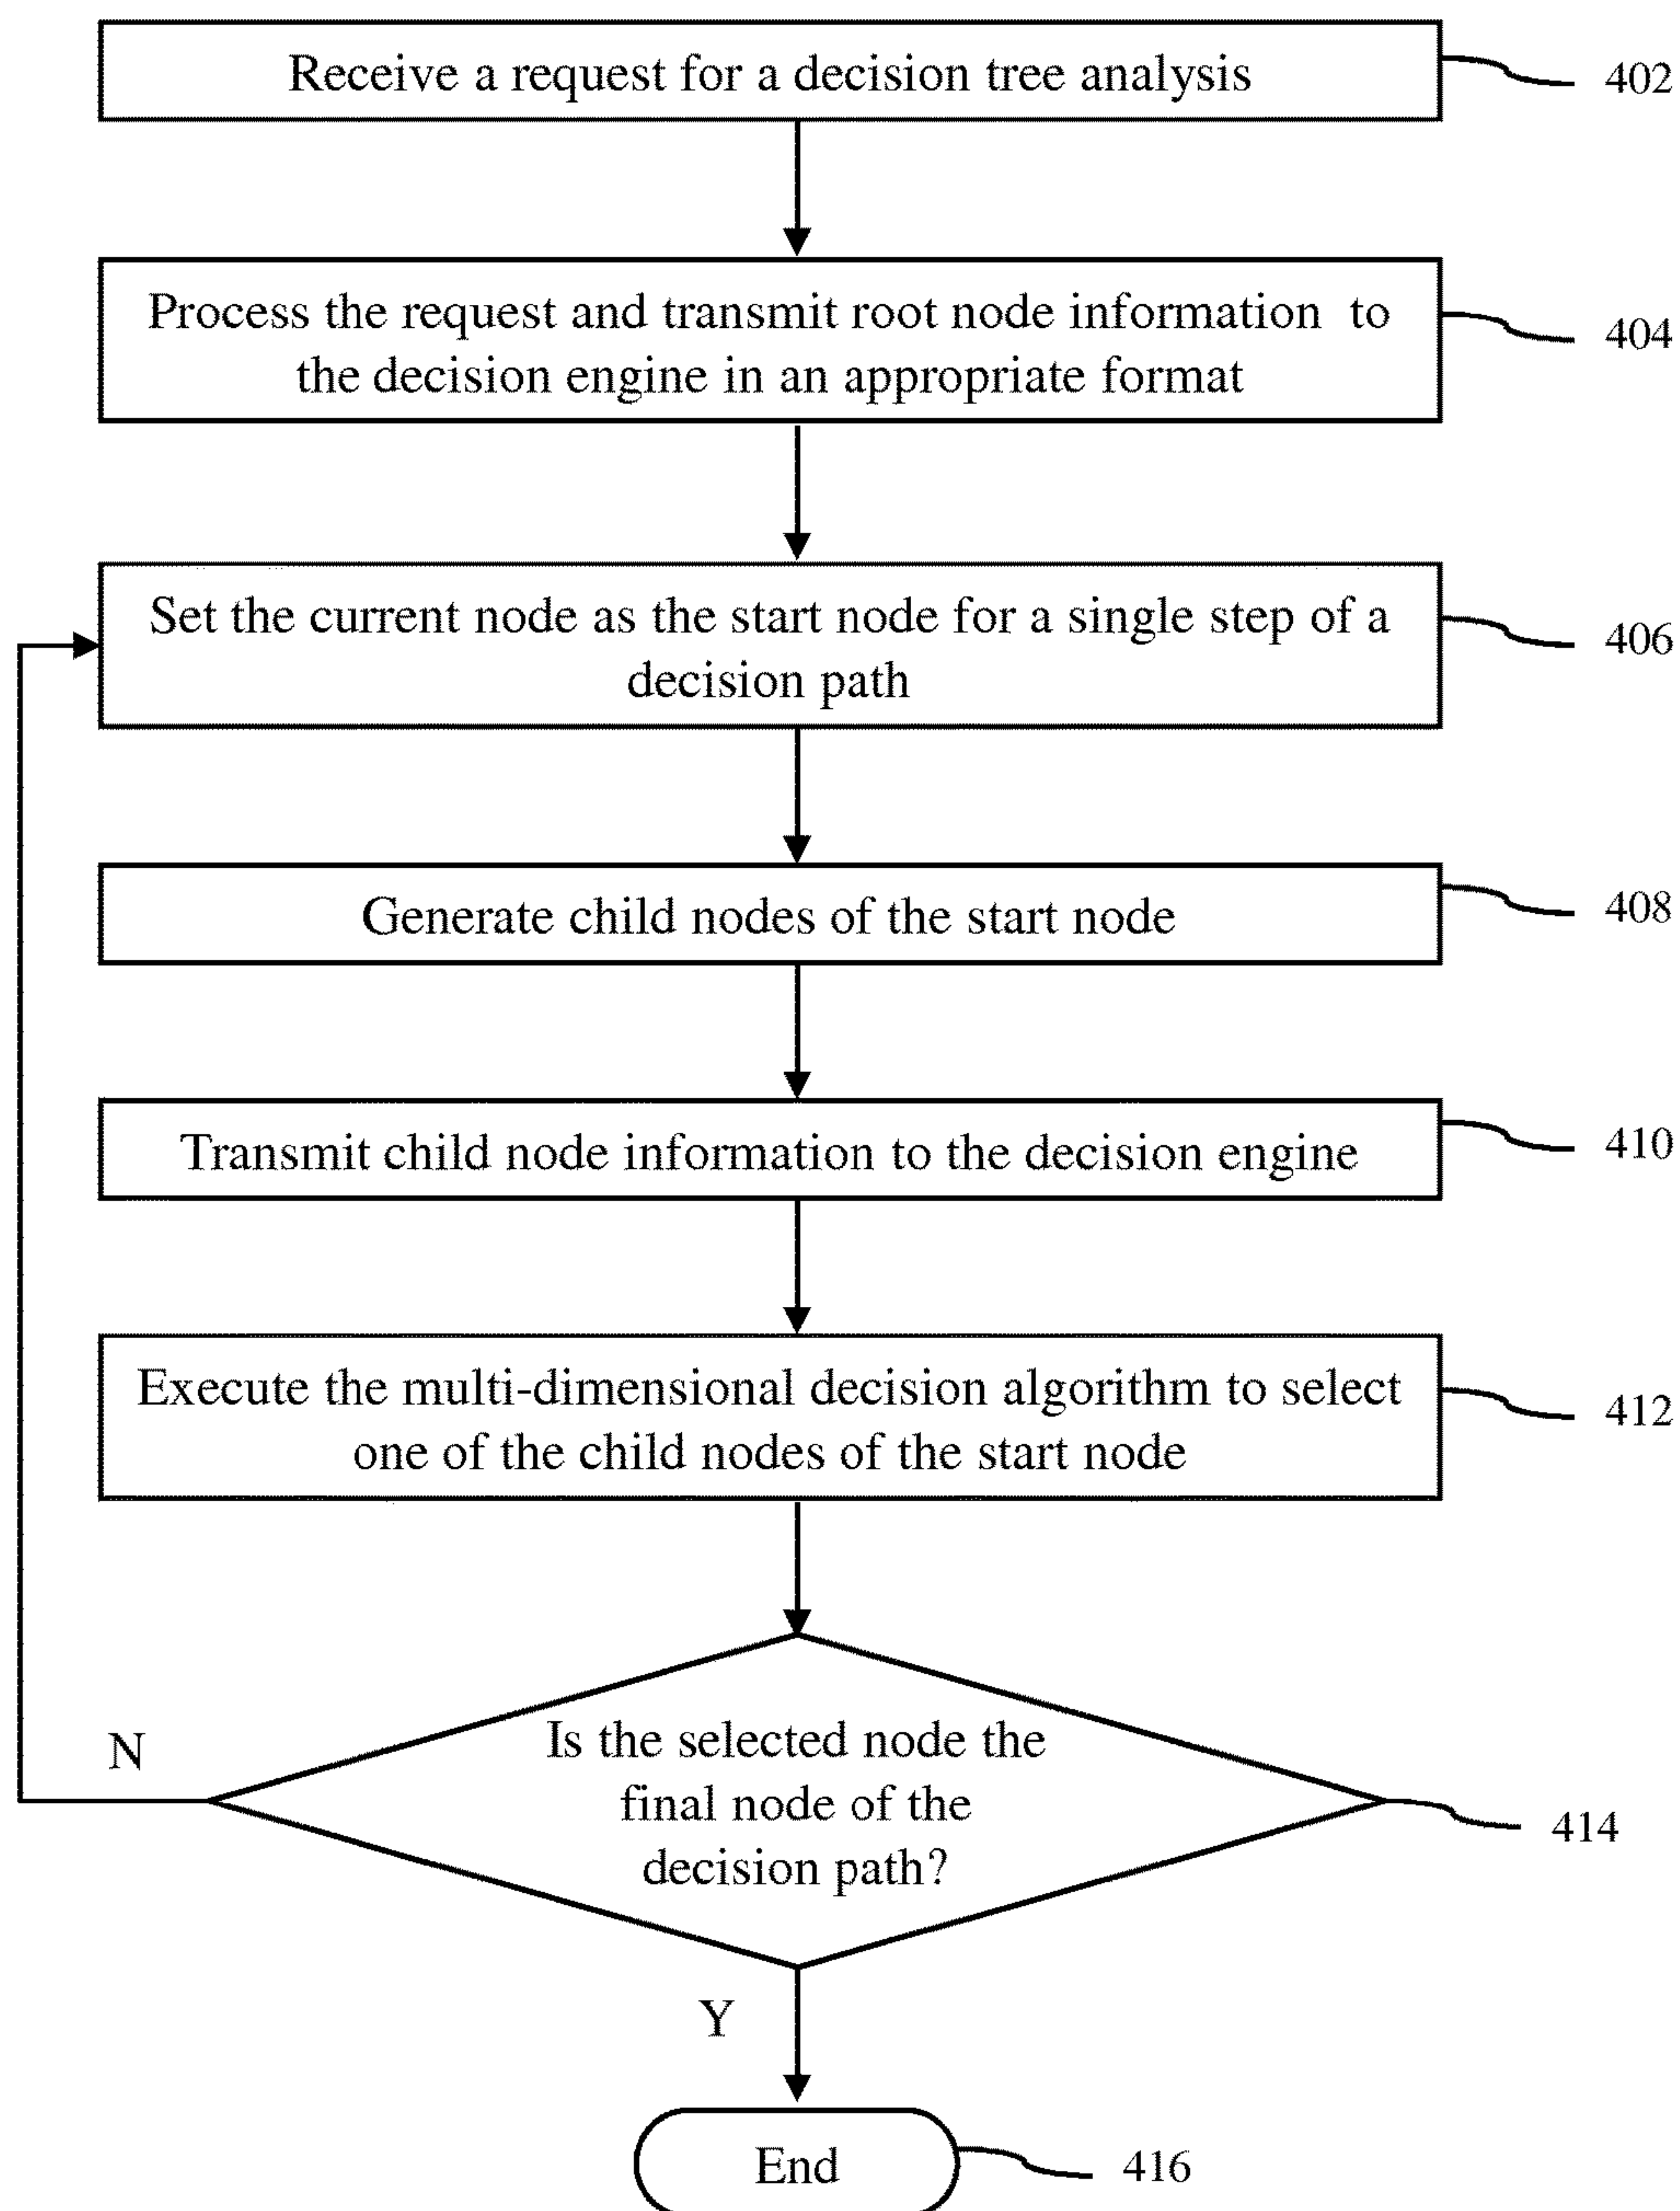 Receive a request for a decision tree analysis
402
Process the request and transmit root node information to
the decision engine in an appropriate format
404
Set the current node as the start node for a single step of a
decision path
406
Generate child nodes of the start node
408
Transmit child node information to the decision engine
410
Execute the multi-dimensional decision algorithm to select
one of the child nodes of the start node
412
N
Is the selected node the
final node of the
decision path?
414
Y
End
416